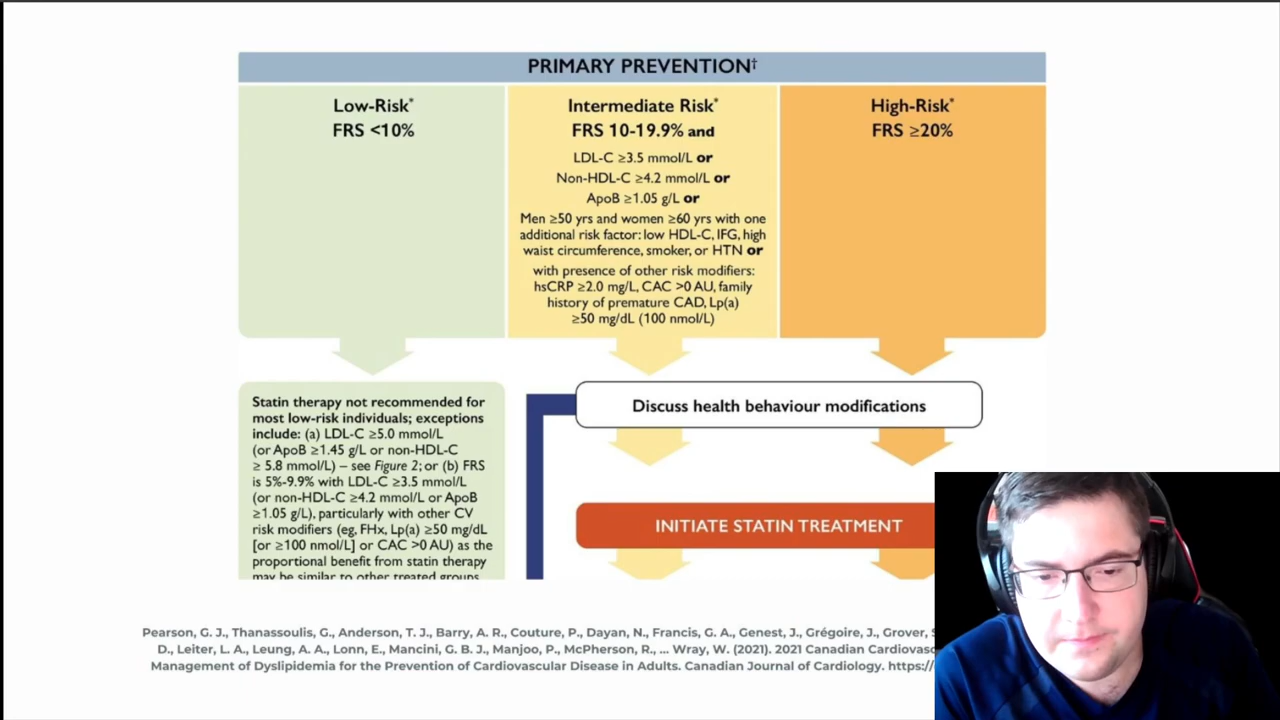 PRIMARY PREVENTION†
Low-Risk*
FRS <10%
Intermediate Risk*
FRS 10-19.9% and
LDL-C ≥3.5 mmol/L or
Non-HDL-C ≥4.2 mmol/L or
ApoB ≥1.05 g/L or
Men ≥50 yrs and women ≥60 yrs with one
additional risk factor: low HDL-C, IFG, high
waist circumference, smoker, or HTN or
with presence of other risk modifiers:
hsCRP ≥2.0 mg/L, CAC >0 AU, family
history of premature CAD, Lp(a)
≥50 mg/dL (100 nmol/L)
High-Risk*
FRS ≥20%
Statin therapy not recommended for
most low-risk individuals; exceptions
include: (a) LDL-C ≥5.0 mmol/L
(or ApoB ≥1.45 g/L or non-HDL-C
≥ 5.8 mmol/L) – see Figure 2; or (b) FRS
is 5%-9.9% with LDL-C ≥3.5 mmol/L
(or non-HDL-C ≥4.2 mmol/L or ApoB
≥1.05 g/L), particularly with other CV
risk modifiers (eg, FHx, Lp(a) ≥50 mg/dL
[or ≥100 nmol/L] or CAC >0 AU) as the
proportional benefit from statin therapy
may be similar to other treated groups
Discuss health behaviour modifications
INITIATE STATIN TREATMENT
Pearson, G. J., Thanassoulis, G., Anderson, T. J., Barry, A. R., Couture, P., Dayan, N., Francis, G. A., Genest, J., Grégoire, J., Grover,
D., Leiter, L. A., Leung, A. A., Lonn, E., Mancini, G. B. J., Manjoo, P., McPherson, R., … Wray, W. (2021). 2021 Canadian
Management of Dyslipidemia for the Prevention of Cardiovascular Disease in Adults. Canadian Journal of Cardiology. https:/